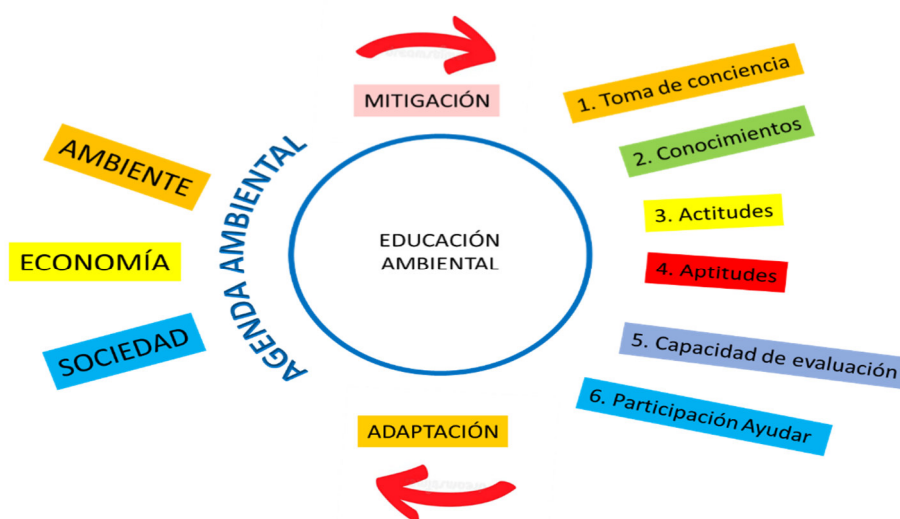 MITIGACIÓN
1. Toma de conciencia
2. Conocimientos
3. Actitudes
4. Aptitudes
5. Capacidad de evaluación
6. Participación Ayudar
AMBIENTE
ECONOMÍA
SOCIEDAD
AGENDA AMBIENTAL
EDUCACIÓN
AMBIENTAL
ADAPTACIÓN